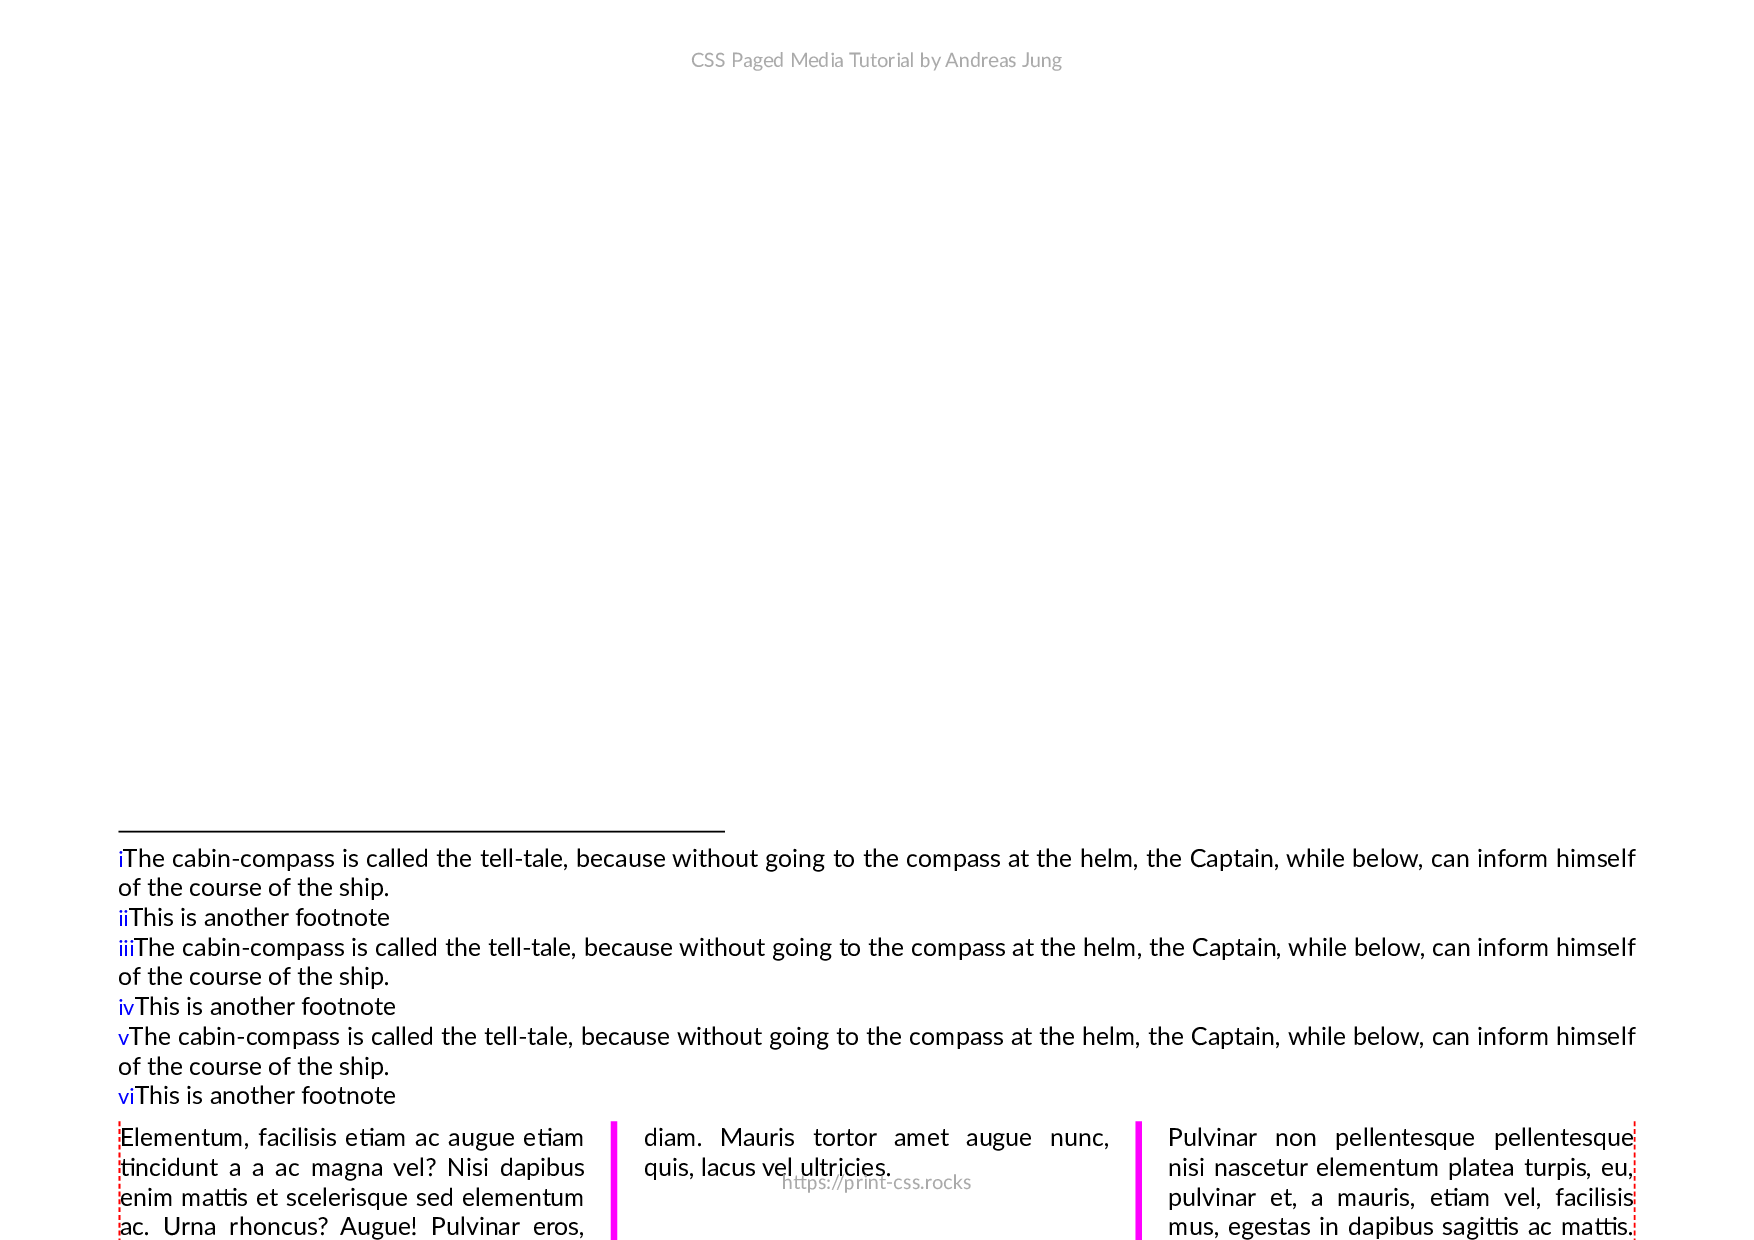 CSS Paged Media Tutorial by Andreas Jung
iThe cabin-compass is called the tell-tale, because without going to the compass at the helm, the Captain, while below, can inform himself
of the course of the ship.
iiThis is another footnote
iiiThe cabin-compass is called the tell-tale, because without going to the compass at the helm, the Captain, while below, can inform himself
of the course of the ship.
ivThis is another footnote
vThe cabin-compass is called the tell-tale, because without going to the compass at the helm, the Captain, while below, can inform himself
of the course of the ship.
viThis is another footnote
Elementum, facilisis etiam ac augue etiam
tincidunt a a ac magna vel? Nisi dapibus
enim mattis et scelerisque sed elementum
ac. Urna rhoncus? Augue! Pulvinar eros,
diam. Mauris tortor amet augue nunc,
quis, lacus vel ultricies.
Pulvinar non pellentesque pellentesque
nisi nascetur elementum platea turpis, eu,
pulvinar et, a mauris, etiam vel, facilisis
mus, egestas in dapibus sagittis ac mattis.
https://print-css.rocks